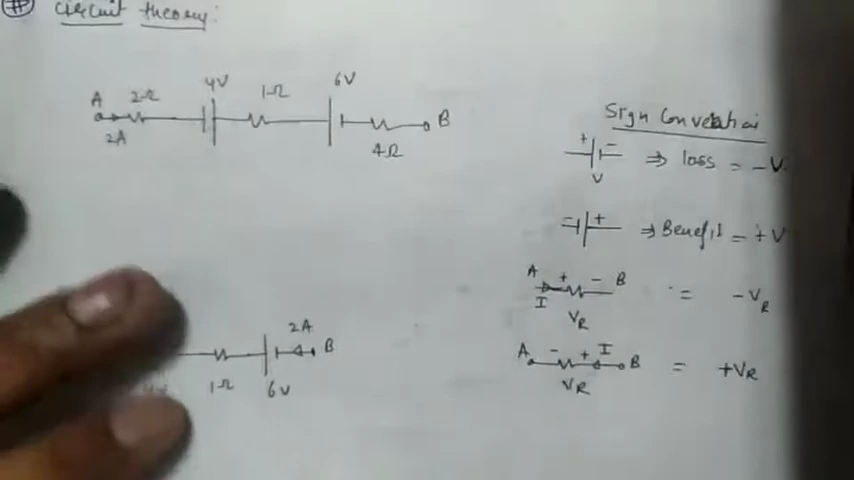 # circuit theory:
A 2Ω 4V 1Ω 6V B
2A 4Ω
Sign Convention
+ - ⇒ loss = -V
V
- + ⇒ Benefit = +V
A + - B = -VR
I VR
A - + I B = +VR
VR
2A B
1Ω 6V